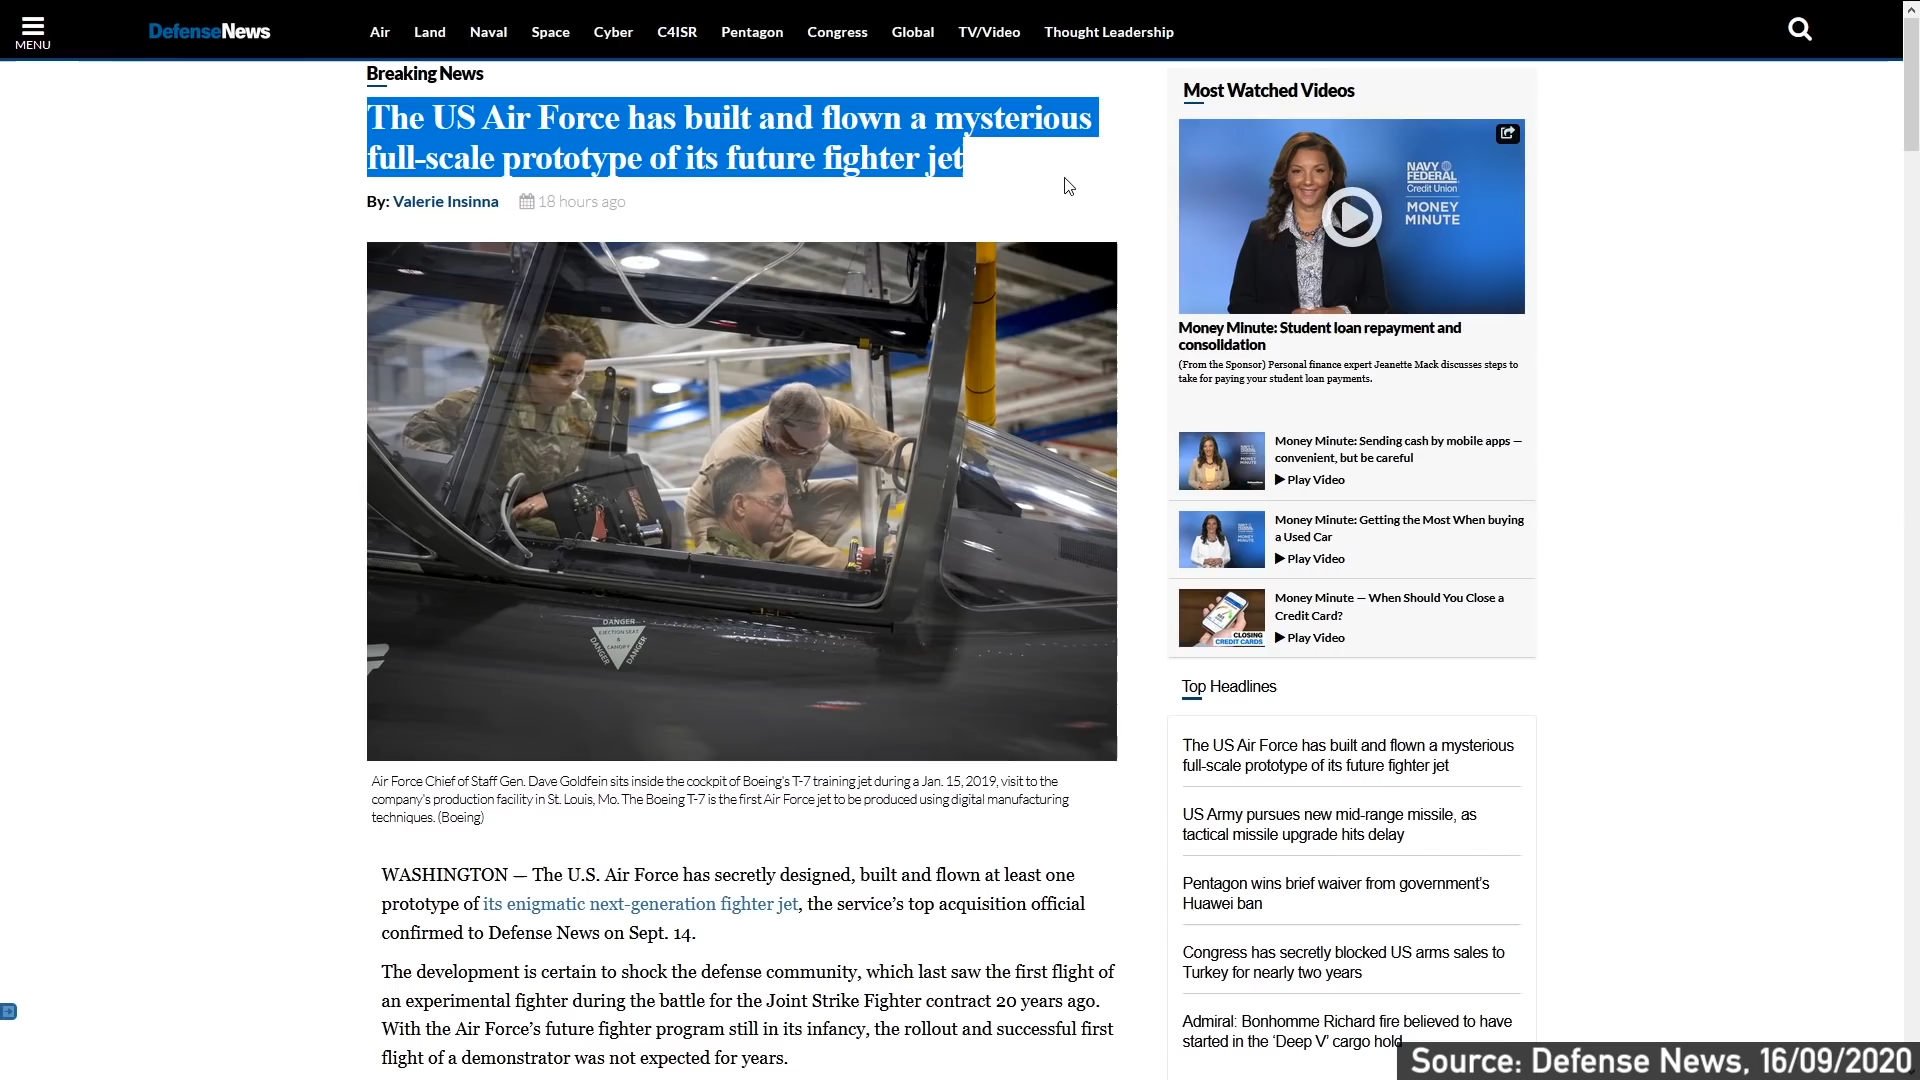 MENU
DefenseNews
Air Land Naval Space Cyber C4ISR Pentagon Congress Global TV/Video Thought Leadership
Breaking News
The US Air Force has built and flown a mysterious
full-scale prototype of its future fighter jet
By: Valerie Insinna 18 hours ago
DANGER
EJECTION SEAT
&
CANOPY
DANGER
DANGER
Air Force Chief of Staff Gen. Dave Goldfein sits inside the cockpit of Boeing's T-7 training jet during a Jan. 15, 2019, visit to the
company's production facility in St. Louis, Mo. The Boeing T-7 is the first Air Force jet to be produced using digital manufacturing
techniques. (Boeing)
WASHINGTON — The U.S. Air Force has secretly designed, built and flown at least one
prototype of its enigmatic next-generation fighter jet, the service's top acquisition official
confirmed to Defense News on Sept. 14.
The development is certain to shock the defense community, which last saw the first flight of
an experimental fighter during the battle for the Joint Strike Fighter contract 20 years ago.
With the Air Force's future fighter program still in its infancy, the rollout and successful first
flight of a demonstrator was not expected for years.
Most Watched Videos
NAVY
FEDERAL
Credit Union
MONEY
MINUTE
Money Minute: Student loan repayment and
consolidation
(From the Sponsor) Personal finance expert Jeanette Mack discusses steps to
take for paying your student loan payments.
Money Minute: Sending cash by mobile apps —
convenient, but be careful
Play Video
Money Minute: Getting the Most When buying
a Used Car
Play Video
CLOSING
CREDIT CARDS
Money Minute — When Should You Close a
Credit Card?
Play Video
Top Headlines
The US Air Force has built and flown a mysterious
full-scale prototype of its future fighter jet
US Army pursues new mid-range missile, as
tactical missile upgrade hits delay
Pentagon wins brief waiver from government's
Huawei ban
Congress has secretly blocked US arms sales to
Turkey for nearly two years
Admiral: Bonhomme Richard fire believed to have
started in the 'Deep V' cargo hold
Source: Defense News, 16/09/2020